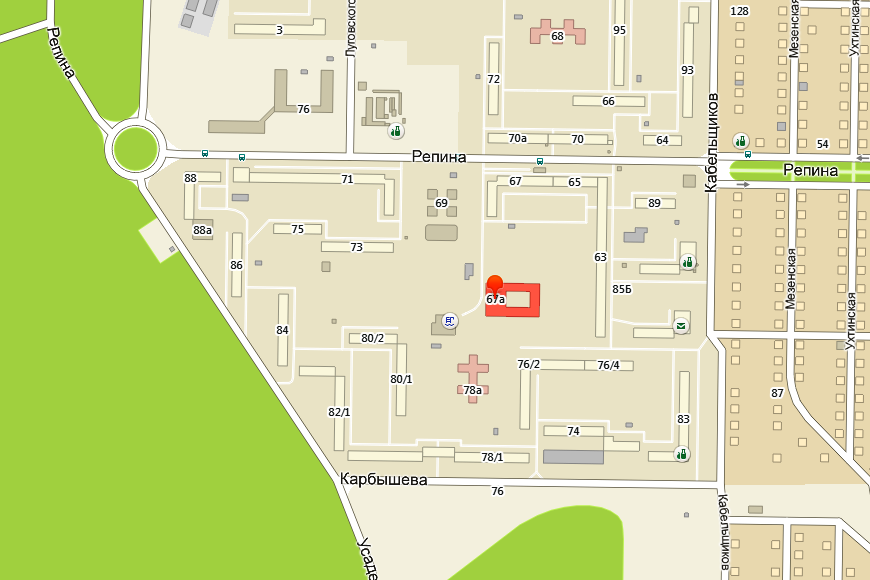 128
3
95
Мезенская
Ухтинская
Луговского
68
Репина
93
72
66
76
Кабельщиков
70а
70
64
54
Репина
Репина
88
71
67
65
69
89
88а
75
73
63
86
Мезенская
85Б
67а
Ухтинская
84
80/2
76/2
76/4
80/1
78а
87
82/1
83
74
78/1
Карбышева
76
Кабельщиков
Усаде